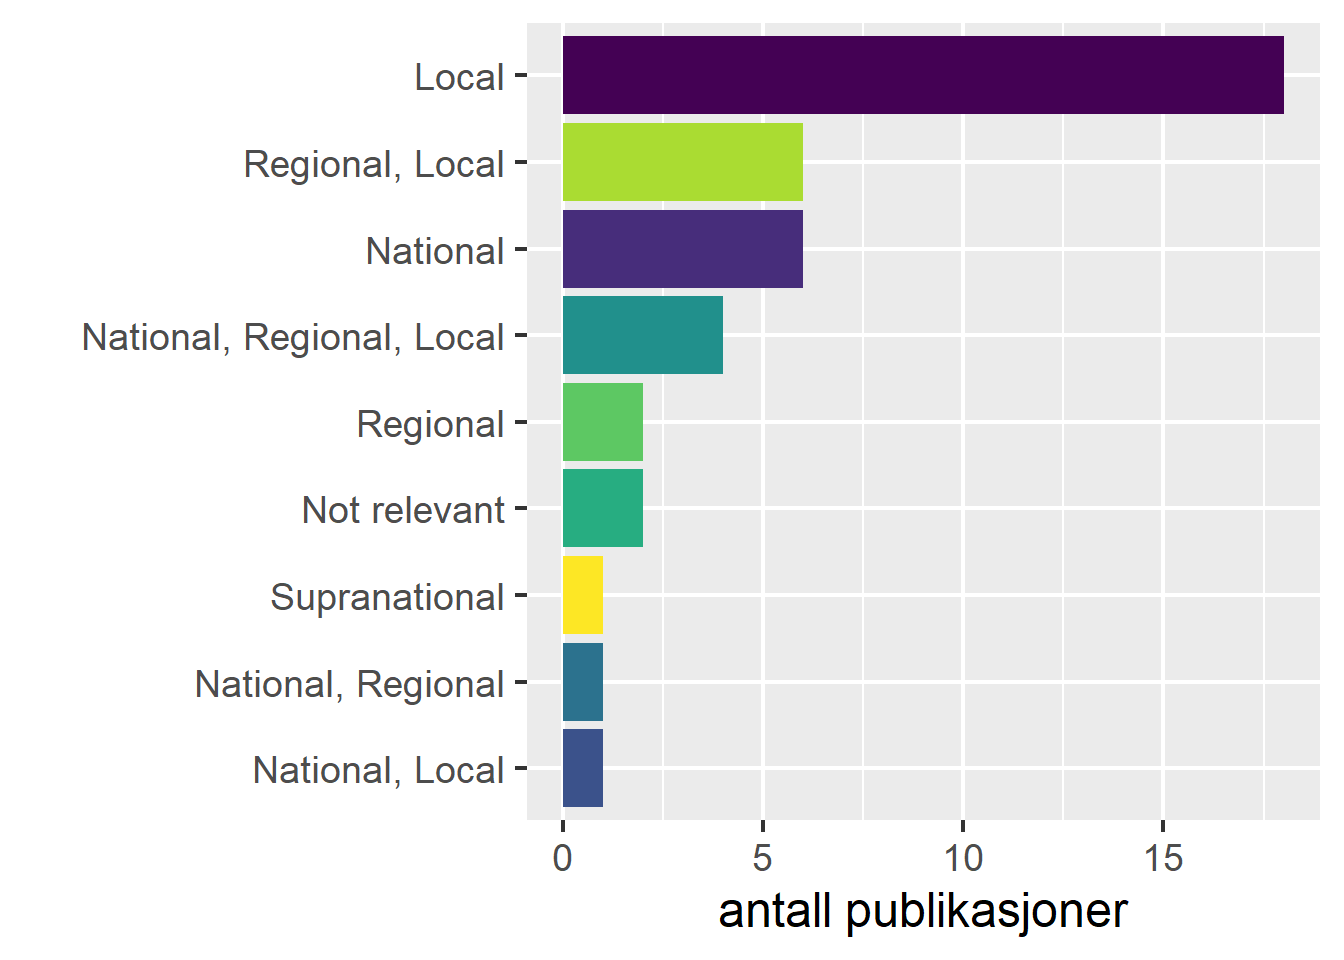 Local
Regional, Local
National
National, Regional, Local
Regional
Not relevant
Supranational
National, Regional
National, Local
0 5 10 15
antall publikasjoner